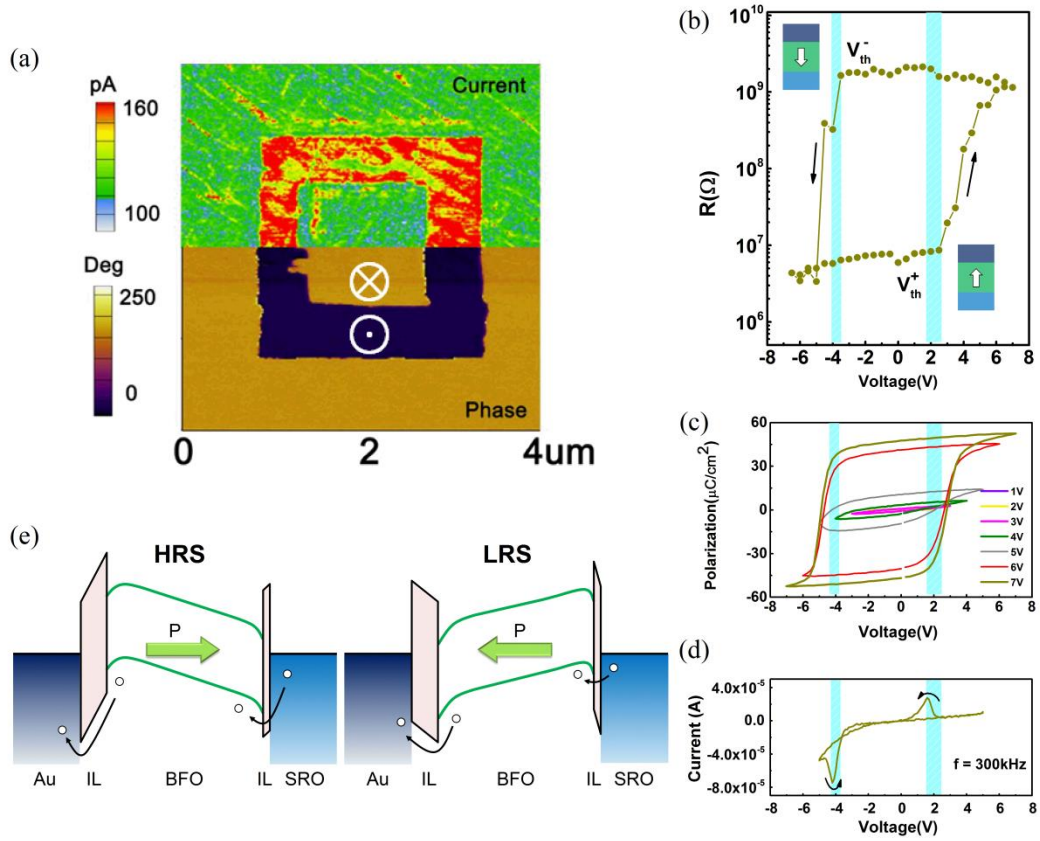 (a)
pA
160
100
Current
Deg
250
0
Phase
0 2 4um
(b)
10^10
10^9
10^8
10^7
10^6
R(Ω)
V_th^-
V_th^+
-8 -6 -4 -2 0 2 4 6 8
Voltage(V)
(c)
60
30
0
-30
-60
Polarization(μC/cm²)
1V
2V
3V
4V
5V
6V
7V
-8 -6 -4 -2 0 2 4 6 8
Voltage(V)
(d)
4.0x10^-5
0.0
-4.0x10^-5
-8.0x10^-5
Current (A)
f = 300kHz
-8 -6 -4 -2 0 2 4 6 8
Voltage(V)
(e)
HRS
P
Au IL BFO IL SRO
LRS
P
Au IL BFO IL SRO